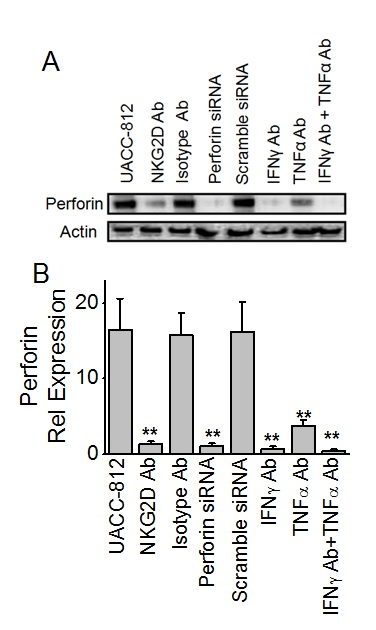 A
UACC-812
NKG2D Ab
Isotype Ab
Perforin siRNA
Scramble siRNA
IFNγ Ab
TNFα Ab
IFNγ Ab + TNFα Ab
Perforin
Actin
B
Perforin
Rel Expression
20
10
0
**
**
**
**
**
UACC-812
NKG2D Ab
Isotype Ab
Perforin siRNA
Scramble siRNA
IFNγ Ab
TNFα Ab
IFNγ Ab+TNFα Ab